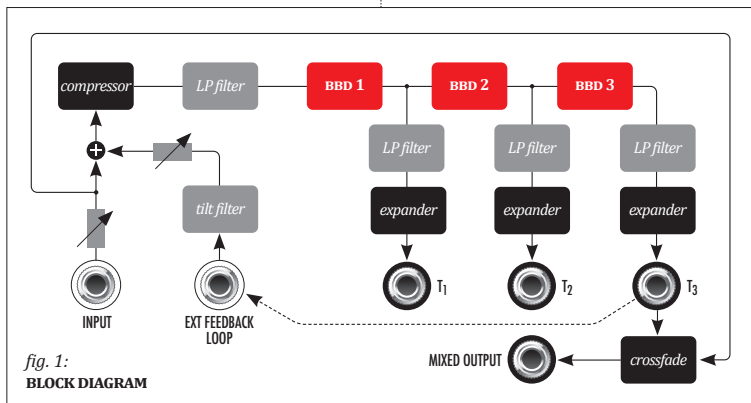 compressor
LP filter
BBD 1
BBD 2
BBD 3
+
LP filter
LP filter
LP filter
tilt filter
expander
expander
expander
T1
T2
T3
INPUT
EXT FEEDBACK
LOOP
MIXED OUTPUT
crossfade
fig. 1:
BLOCK DIAGRAM